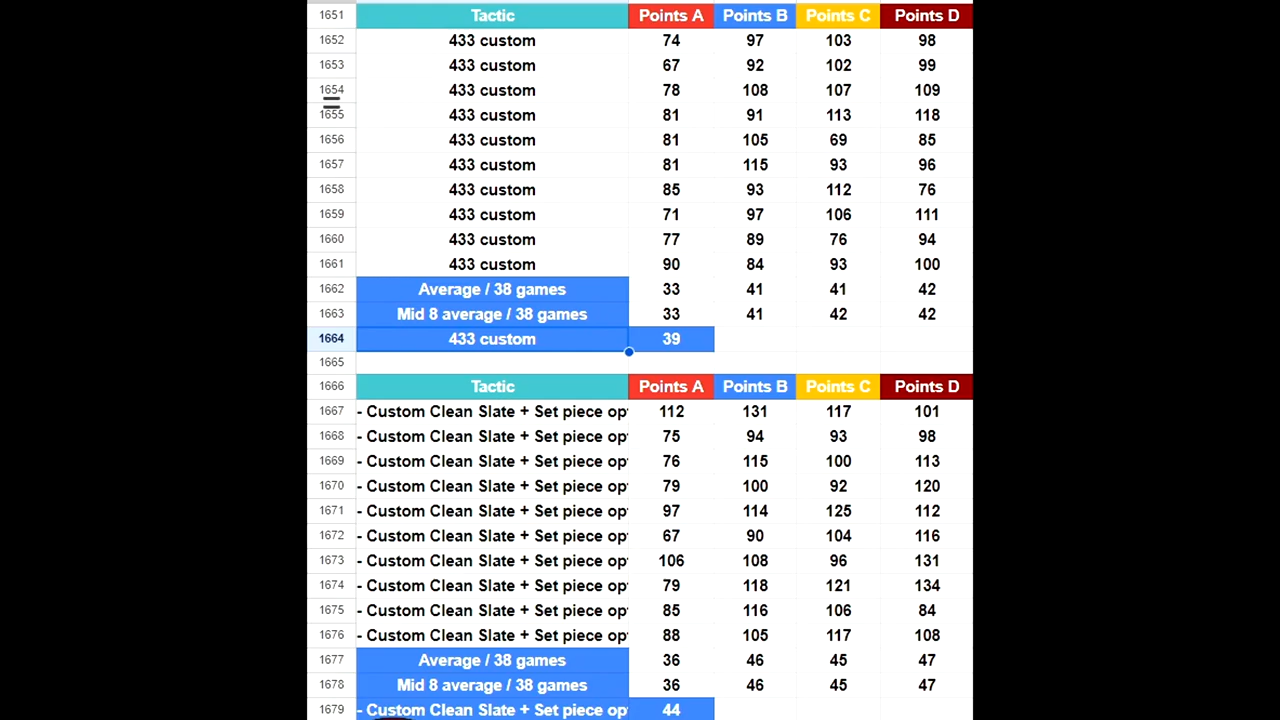 1651 Tactic Points A Points B Points C Points D
1652 433 custom 74 97 103 98
1653 433 custom 67 92 102 99
1654 433 custom 78 108 107 109
1655 433 custom 81 91 113 118
1656 433 custom 81 105 69 85
1657 433 custom 81 115 93 96
1658 433 custom 85 93 112 76
1659 433 custom 71 97 106 111
1660 433 custom 77 89 76 94
1661 433 custom 90 84 93 100
1662 Average / 38 games 33 41 41 42
1663 Mid 8 average / 38 games 33 41 42 42
1664 433 custom 39
1665
1666 Tactic Points A Points B Points C Points D
1667 - Custom Clean Slate + Set piece op 112 131 117 101
1668 - Custom Clean Slate + Set piece op 75 94 93 98
1669 - Custom Clean Slate + Set piece op 76 115 100 113
1670 - Custom Clean Slate + Set piece op 79 100 92 120
1671 - Custom Clean Slate + Set piece op 97 114 125 112
1672 - Custom Clean Slate + Set piece op 67 90 104 116
1673 - Custom Clean Slate + Set piece op 106 108 96 131
1674 - Custom Clean Slate + Set piece op 79 118 121 134
1675 - Custom Clean Slate + Set piece op 85 116 106 84
1676 - Custom Clean Slate + Set piece op 88 105 117 108
1677 Average / 38 games 36 46 45 47
1678 Mid 8 average / 38 games 36 46 45 47
1679 - Custom Clean Slate + Set piece op 44